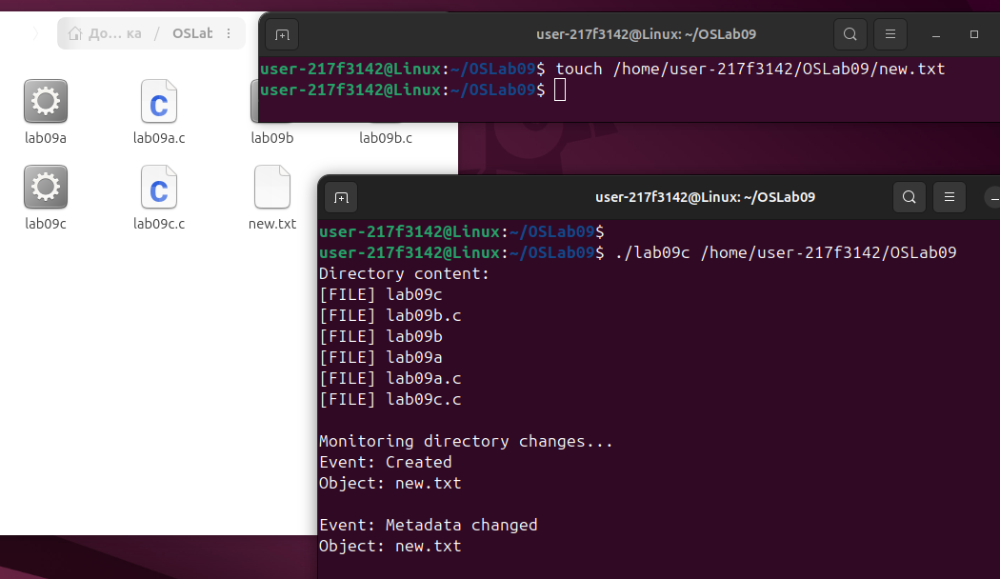 До... ка / OSLab
user-217f3142@Linux: ~/OSLab09
user-217f3142@Linux:~/OSLab09$ touch /home/user-217f3142/OSLab09/new.txt
user-217f3142@Linux:~/OSLab09$
lab09a
lab09a.c
lab09b
lab09b.c
lab09c
lab09c.c
new.txt
user-217f3142@Linux: ~/OSLab09
user-217f3142@Linux:~/OSLab09$
user-217f3142@Linux:~/OSLab09$ ./lab09c /home/user-217f3142/OSLab09
Directory content:
[FILE] lab09c
[FILE] lab09b.c
[FILE] lab09b
[FILE] lab09a
[FILE] lab09a.c
[FILE] lab09c.c
Monitoring directory changes...
Event: Created
Object: new.txt
Event: Metadata changed
Object: new.txt